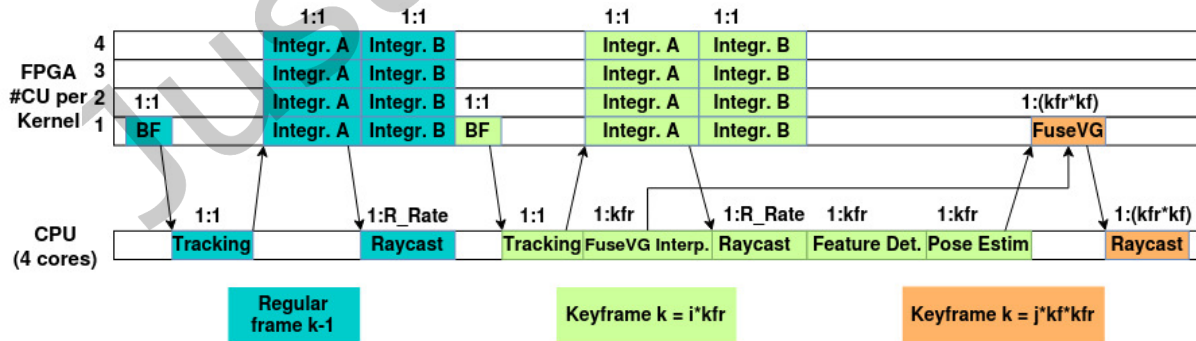 1:1 1:1 1:1 1:1
4 Integr. A Integr. B Integr. A Integr. B
FPGA 3 Integr. A Integr. B Integr. A Integr. B
#CU per 2 1:1 Integr. A Integr. B 1:1 Integr. A Integr. B 1:(kfr*kf)
Kernel 1 BF Integr. A Integr. B BF Integr. A Integr. B FuseVG
1:1 1:R_Rate 1:1 1:kfr 1:R_Rate 1:kfr 1:kfr 1:(kfr*kf)
CPU Tracking Raycast Tracking FuseVG Interp. Raycast Feature Det. Pose Estim Raycast
(4 cores)
Regular Keyframe k = i*kfr Keyframe k = j*kf*kfr
frame k-1
Jus